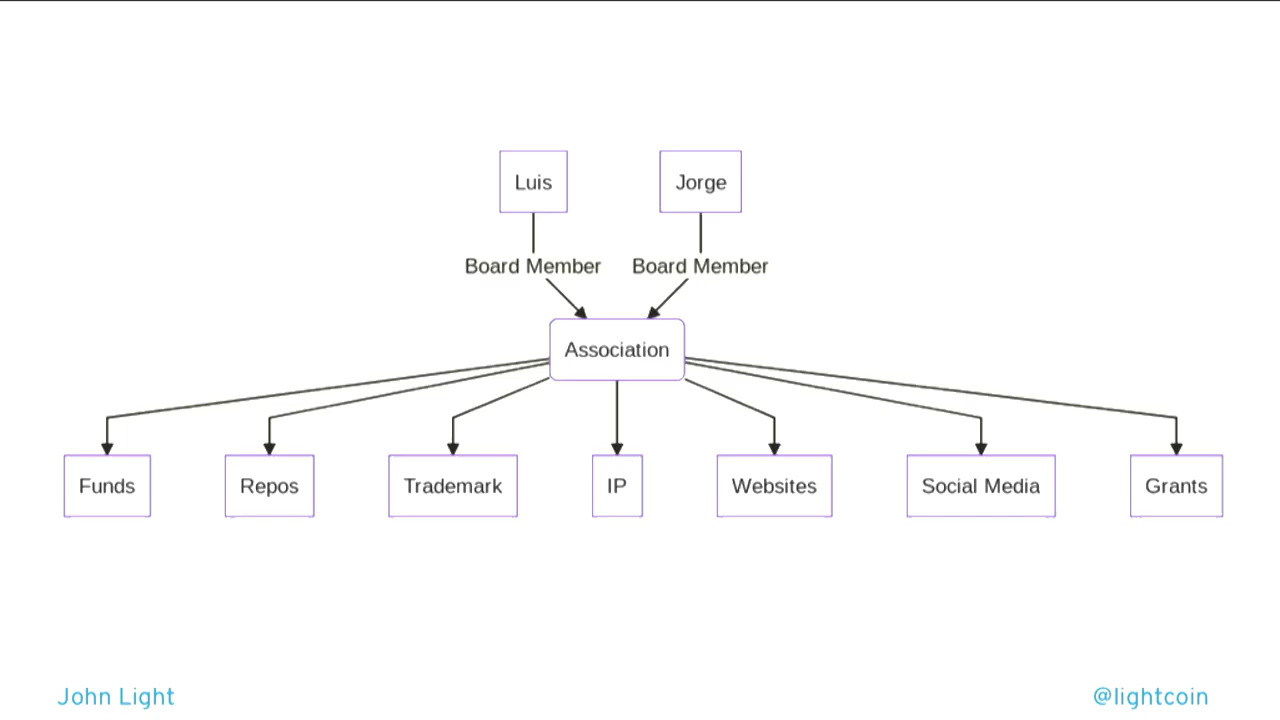 Luis
Jorge
Board Member
Board Member
Association
Funds
Repos
Trademark
IP
Websites
Social Media
Grants
John Light
@lightcoin